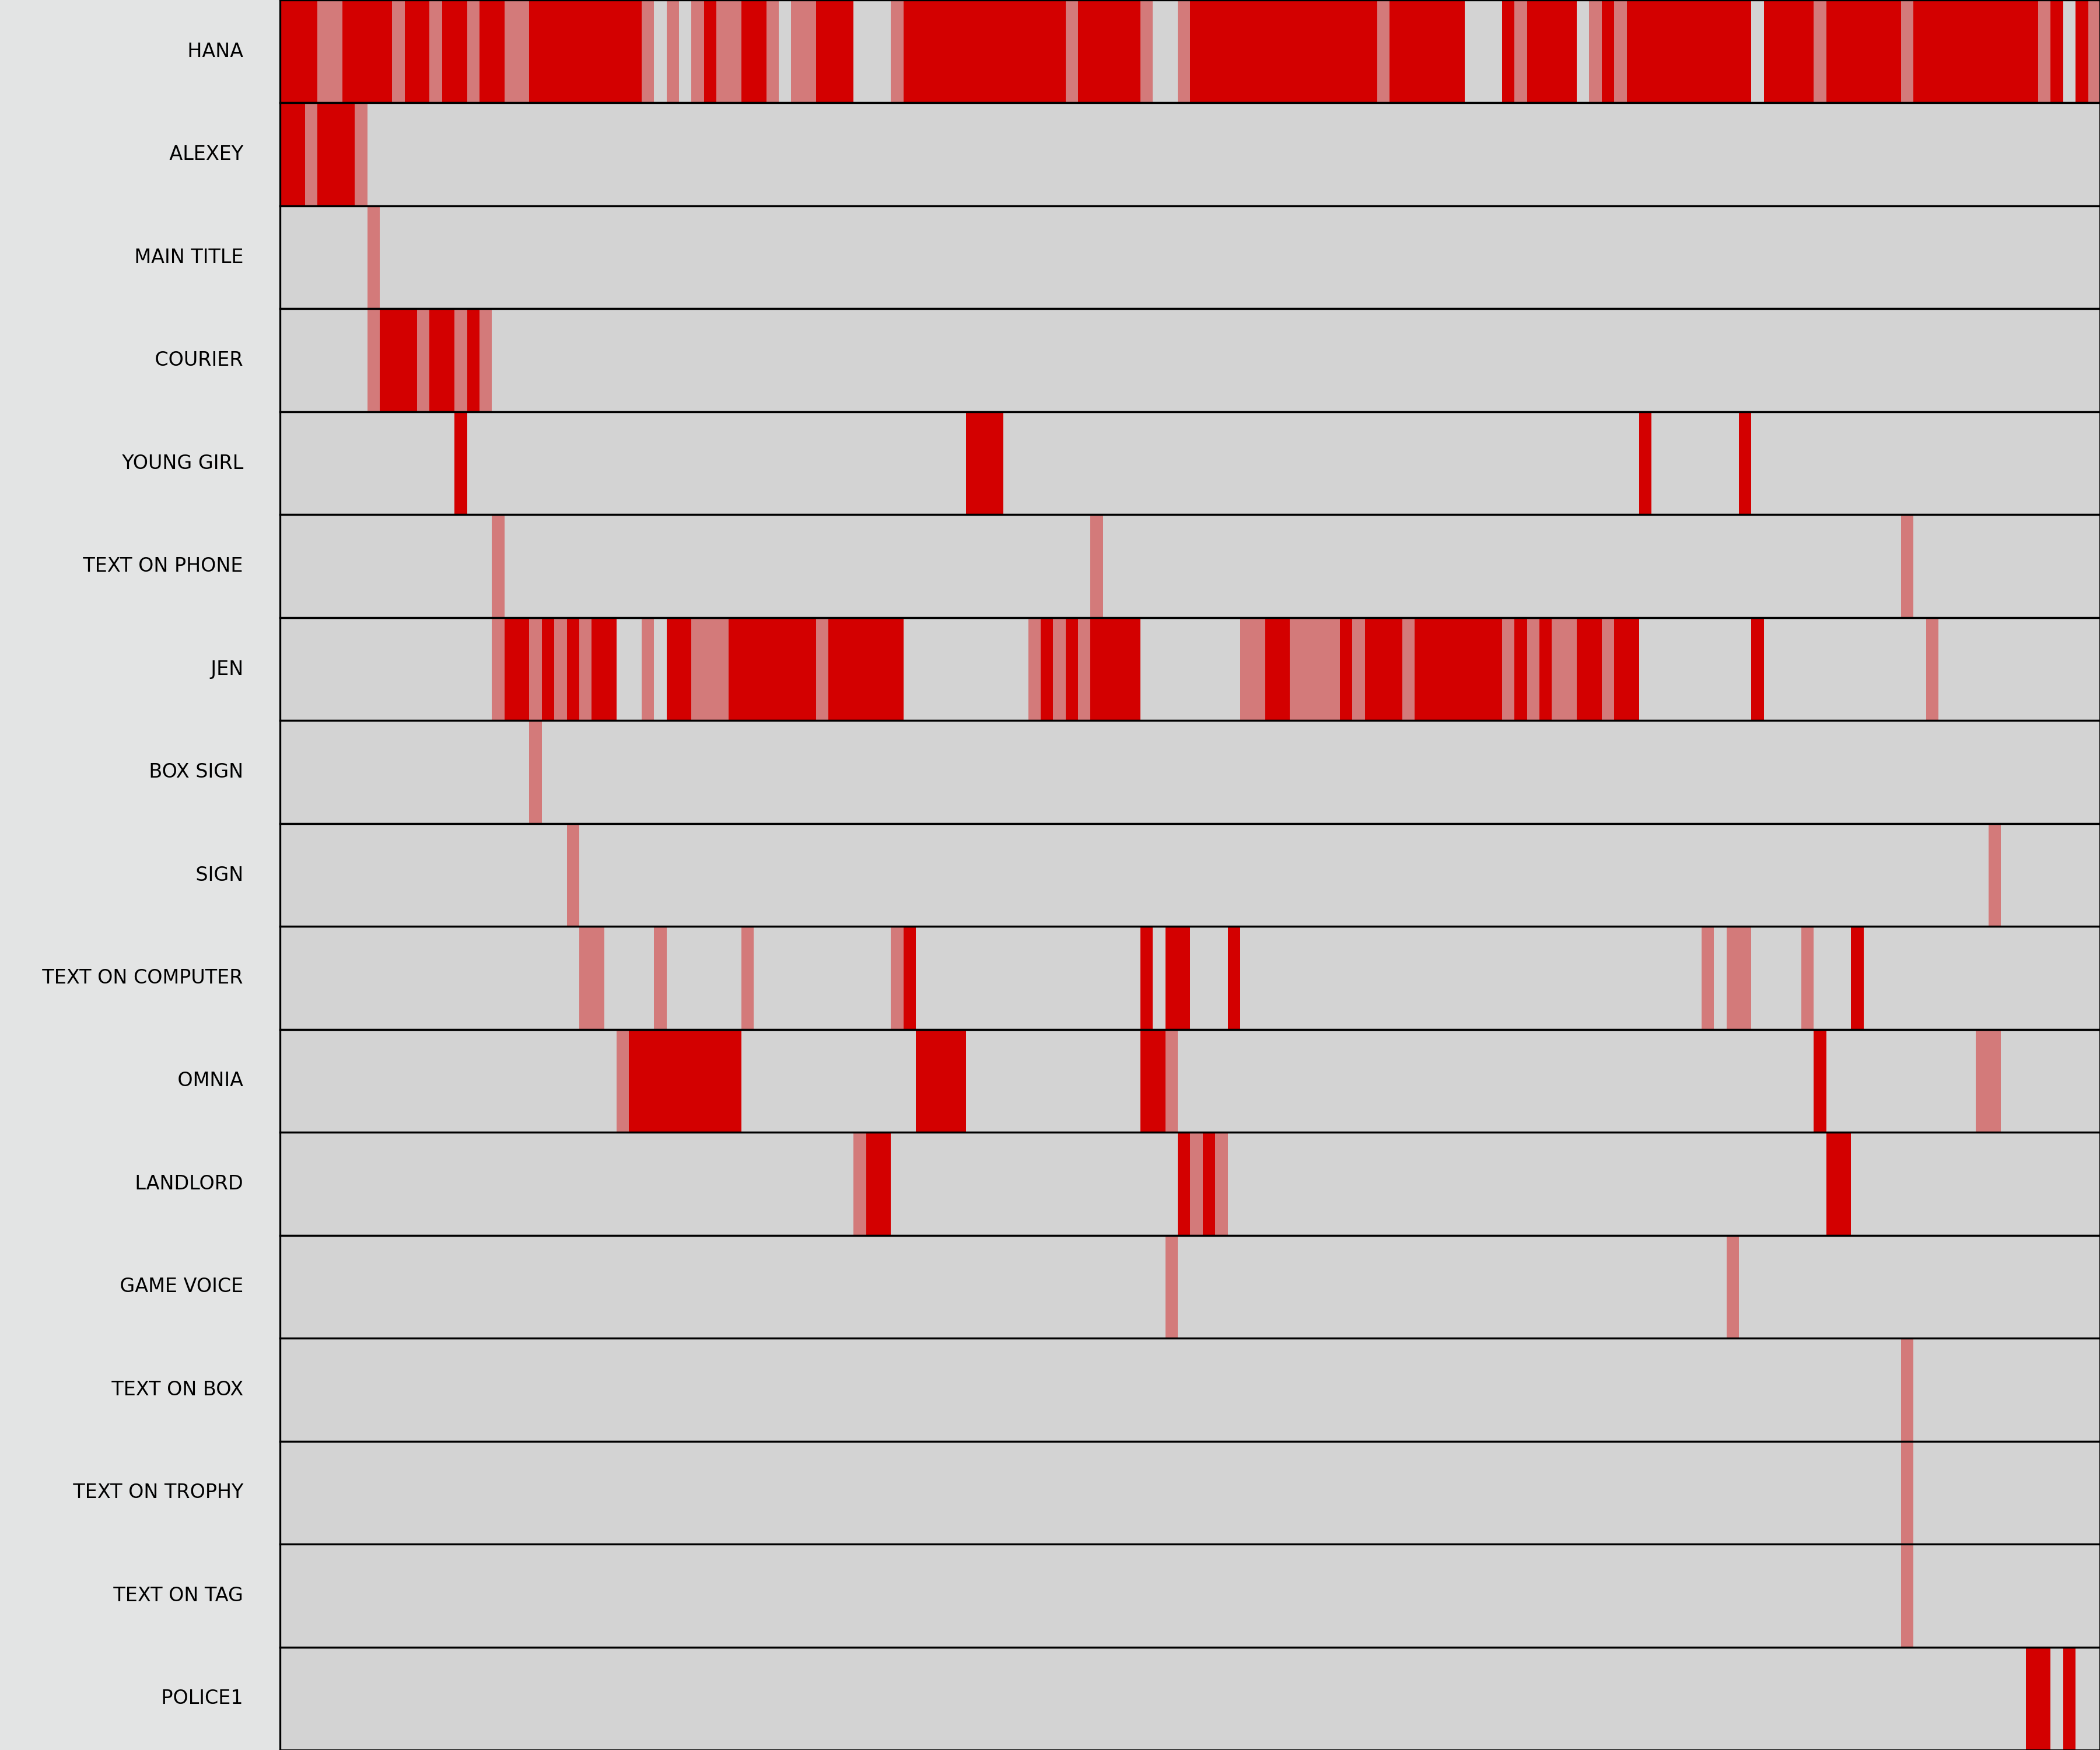 HANA
ALEXEY
MAIN TITLE
COURIER
YOUNG GIRL
TEXT ON PHONE
JEN
BOX SIGN
SIGN
TEXT ON COMPUTER
OMNIA
LANDLORD
GAME VOICE
TEXT ON BOX
TEXT ON TROPHY
TEXT ON TAG
POLICE1